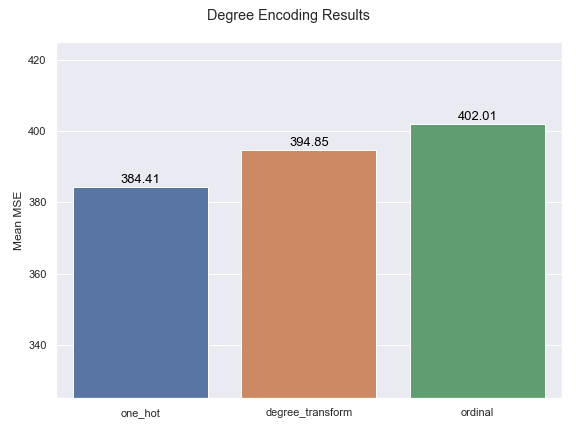 Degree Encoding Results
420
400
380
360
340
Mean MSE
384.41
394.85
402.01
one_hot
degree_transform
ordinal